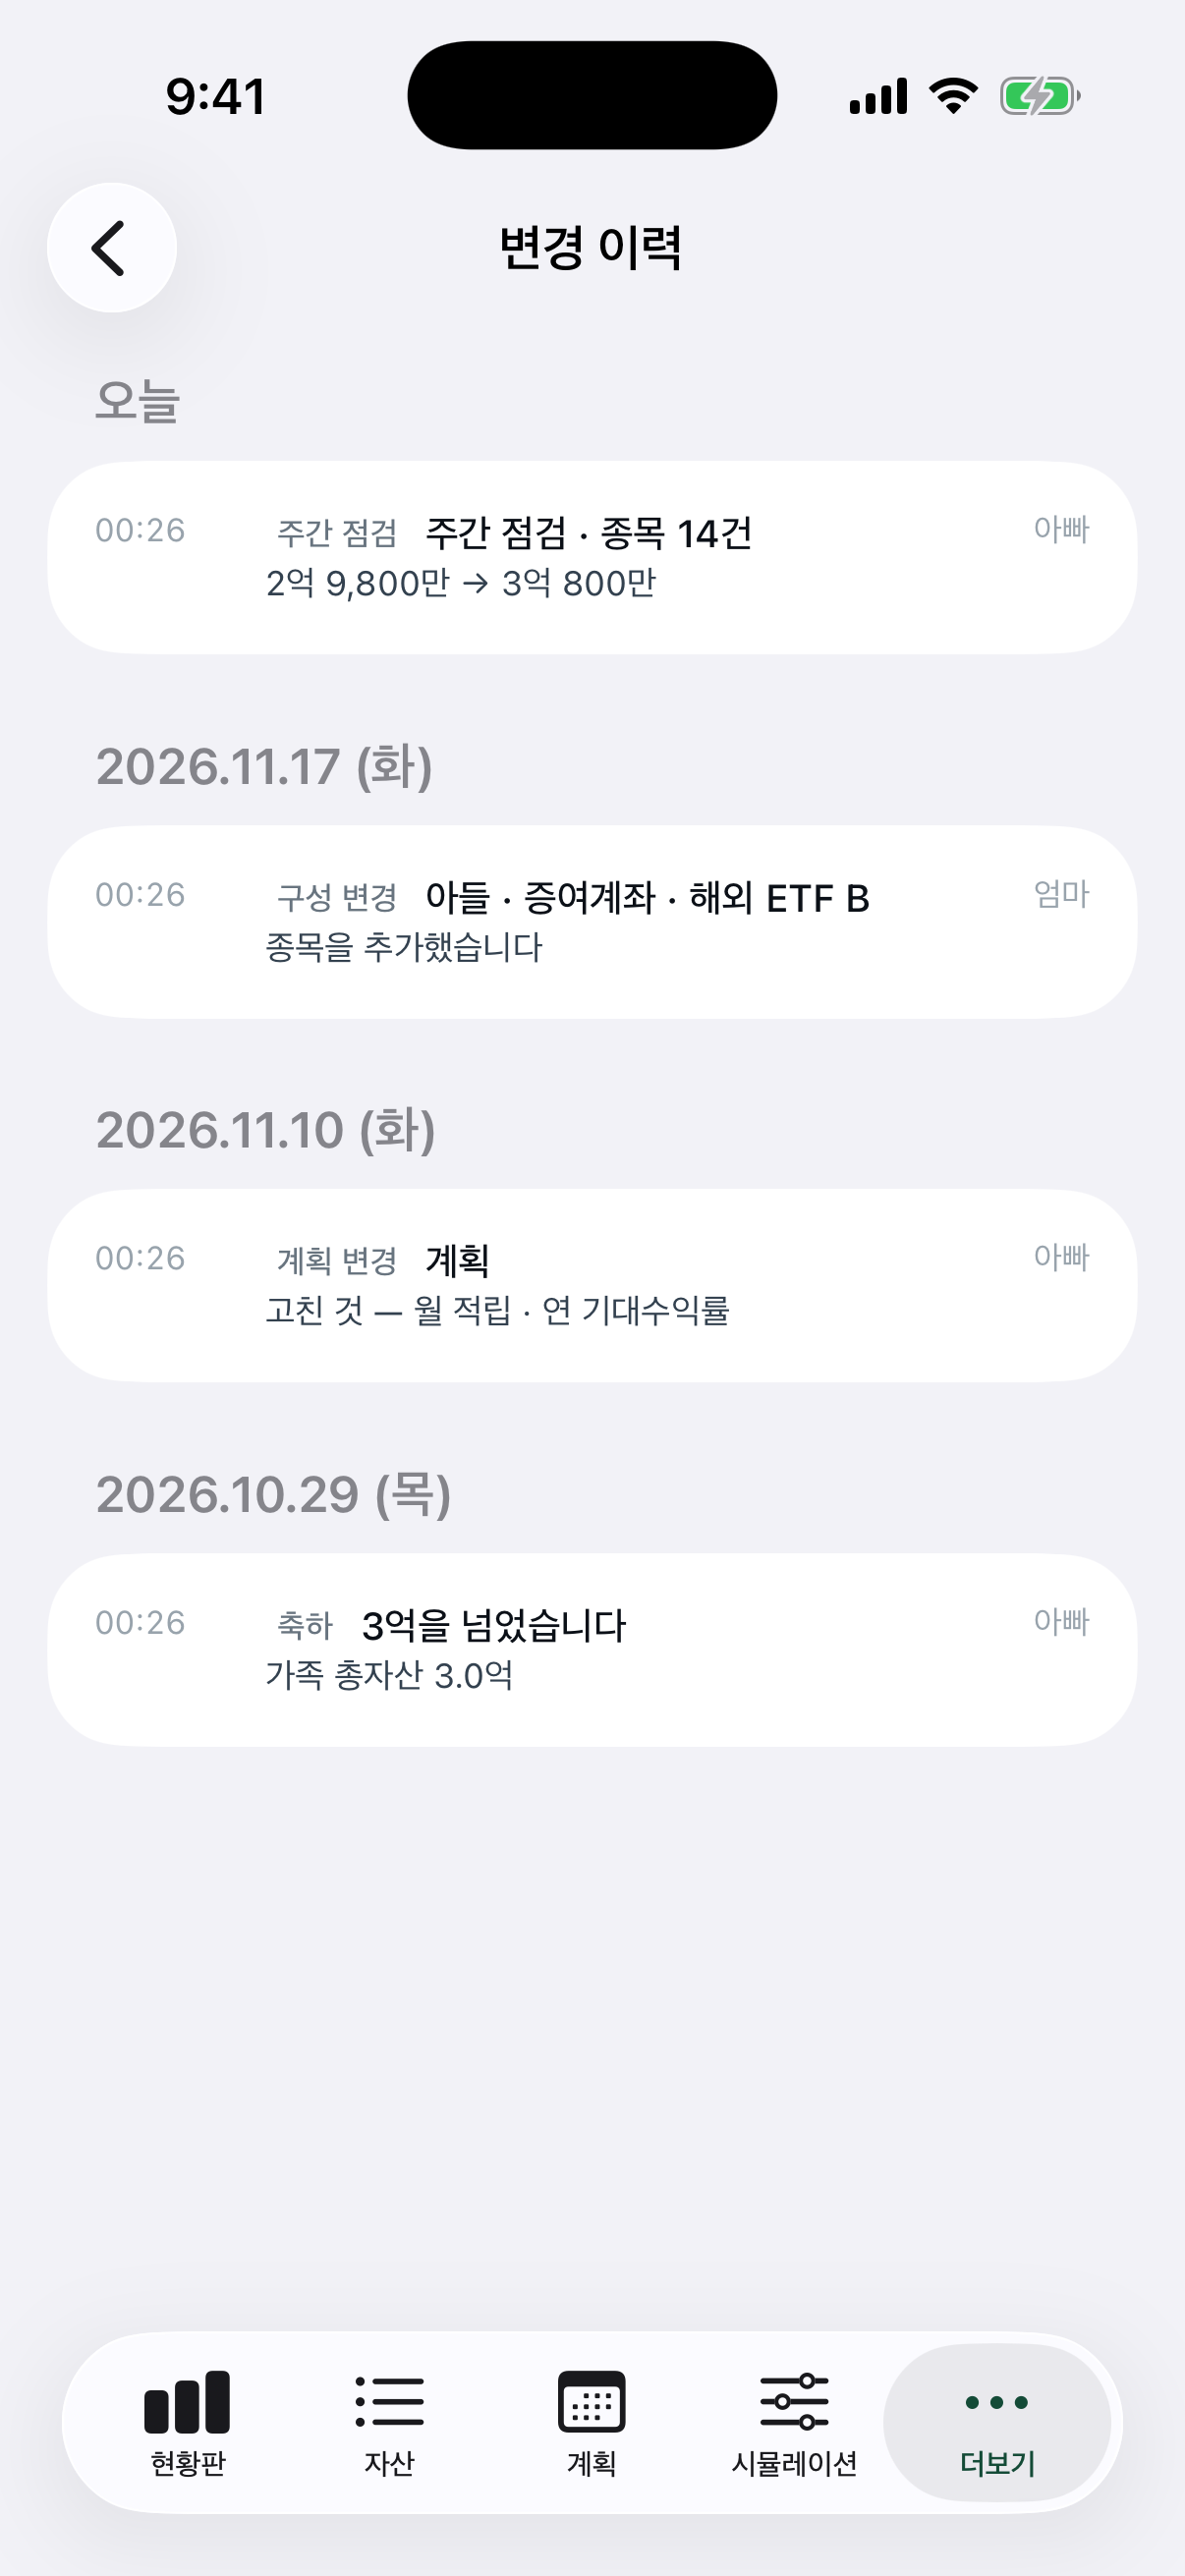 9:41
변경 이력
오늘
00:26 주간 점검 주간 점검 · 종목 14건 아빠
2억 9,800만 → 3억 800만
2026.11.17 (화)
00:26 구성 변경 아들 · 증여계좌 · 해외 ETF B 엄마
종목을 추가했습니다
2026.11.10 (화)
00:26 계획 변경 계획 아빠
고친 것 — 월 적립 · 연 기대수익률
2026.10.29 (목)
00:26 축하 3억을 넘었습니다 아빠
가족 총자산 3.0억
현황판 자산 계획 시뮬레이션 더보기